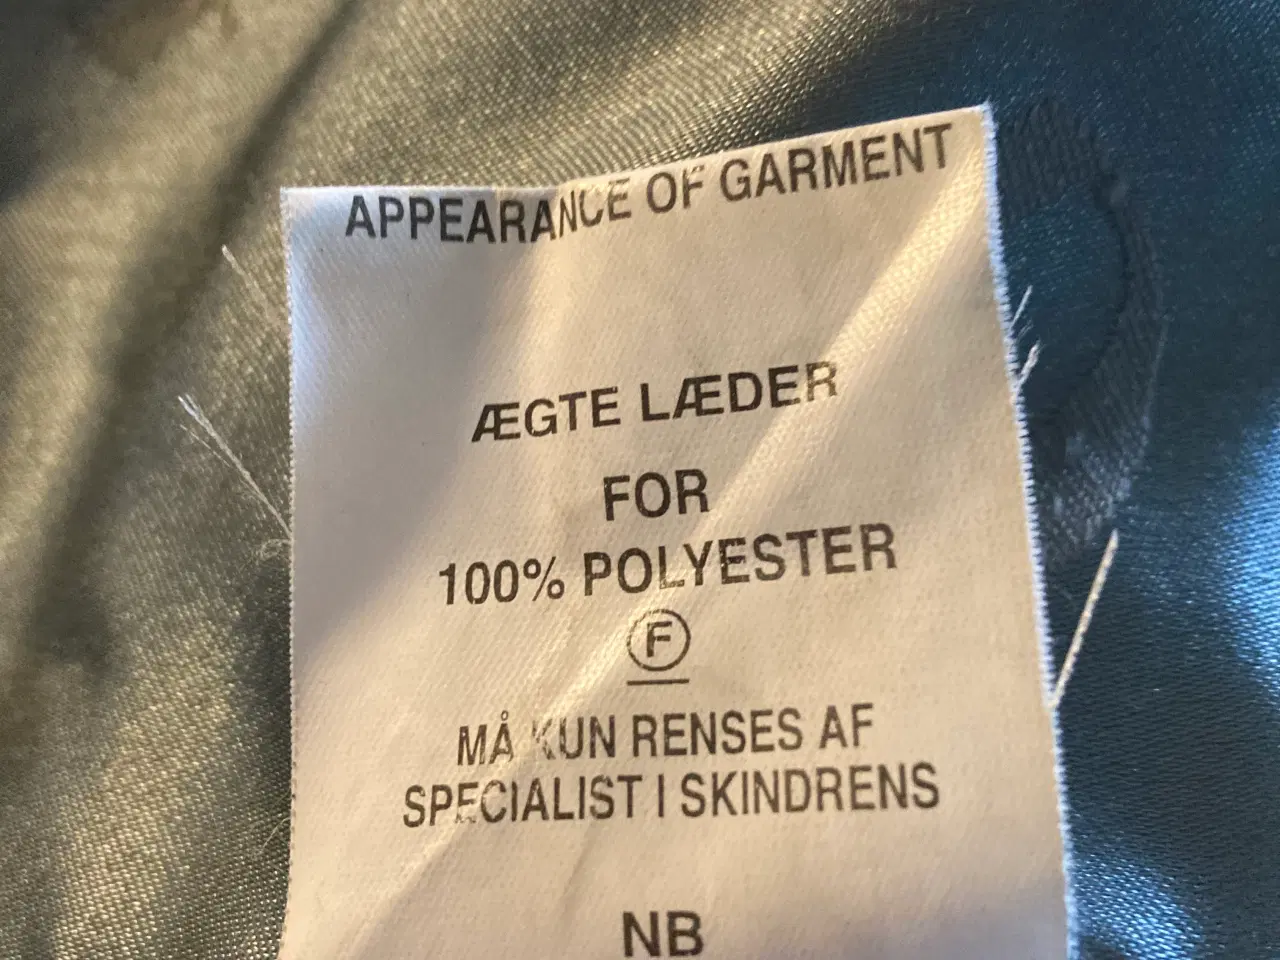 APPEARANCE OF GARMENT
ÆGTE LÆDER
FOR
100% POLYESTER
F
MÅ KUN RENSES AF
SPECIALIST I SKINDRENS
NB